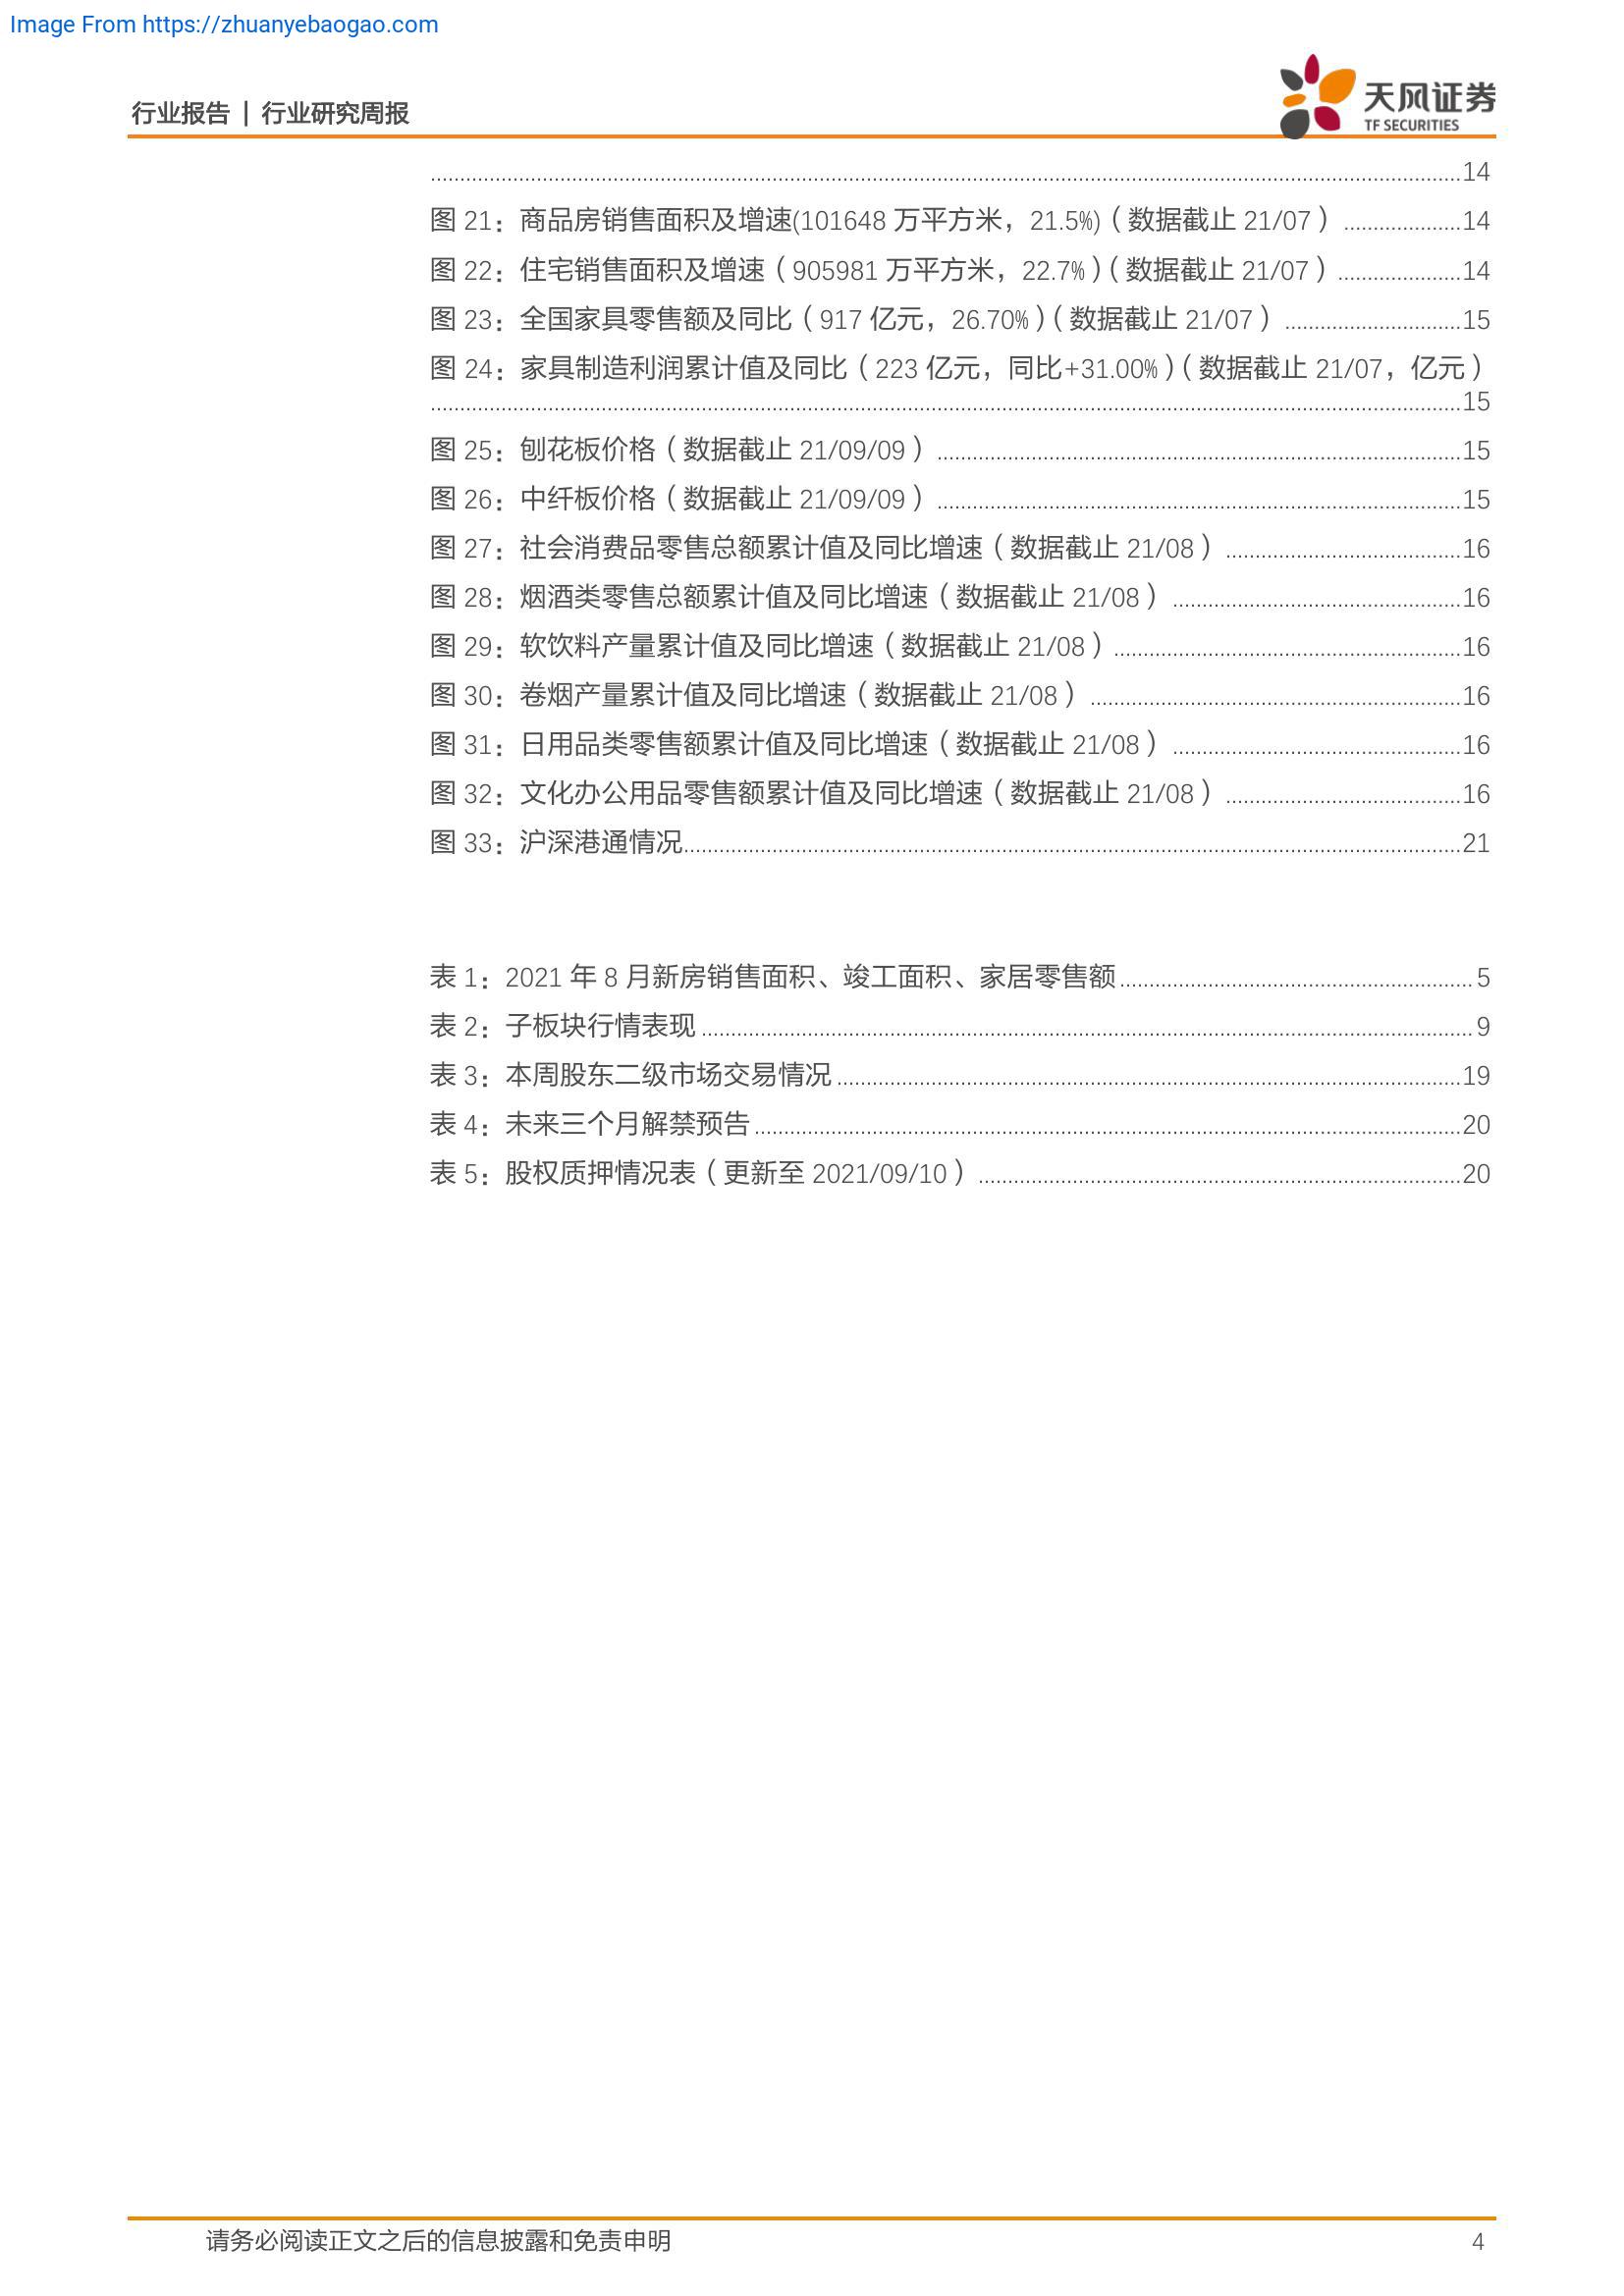 Image From https://zhuanyebaogao.com
行业报告 | 行业研究周报
天风证券
TF SECURITIES
........................................14
图 21：商品房销售面积及增速(101648 万平方米，21.5%)（数据截止 21/07） ....................14
图 22：住宅销售面积及增速（905981 万平方米，22.7%）（数据截止 21/07） .....................14
图 23：全国家具零售额及同比（917 亿元，26.70%）（数据截止 21/07） ..............................15
图 24：家具制造利润累计值及同比（223 亿元，同比+31.00%）（数据截止 21/07，亿元）
........................................15
图 25：刨花板价格（数据截止 21/09/09） ........................................15
图 26：中纤板价格（数据截止 21/09/09） ........................................15
图 27：社会消费品零售总额累计值及同比增速（数据截止 21/08） ........................................16
图 28：烟酒类零售总额累计值及同比增速（数据截止 21/08） ........................................16
图 29：软饮料产量累计值及同比增速（数据截止 21/08） ........................................16
图 30：卷烟产量累计值及同比增速（数据截止 21/08） ........................................16
图 31：日用品类零售额累计值及同比增速（数据截止 21/08） ........................................16
图 32：文化办公用品零售额累计值及同比增速（数据截止 21/08） ........................................16
图 33：沪深港通情况........................................21
表 1：2021 年 8 月新房销售面积、竣工面积、家居零售额........................................ 5
表 2：子板块行情表现 ........................................ 9
表 3：本周股东二级市场交易情况 ........................................19
表 4：未来三个月解禁预告 ........................................20
表 5：股权质押情况表（更新至 2021/09/10） ........................................20
请务必阅读正文之后的信息披露和免责申明 4